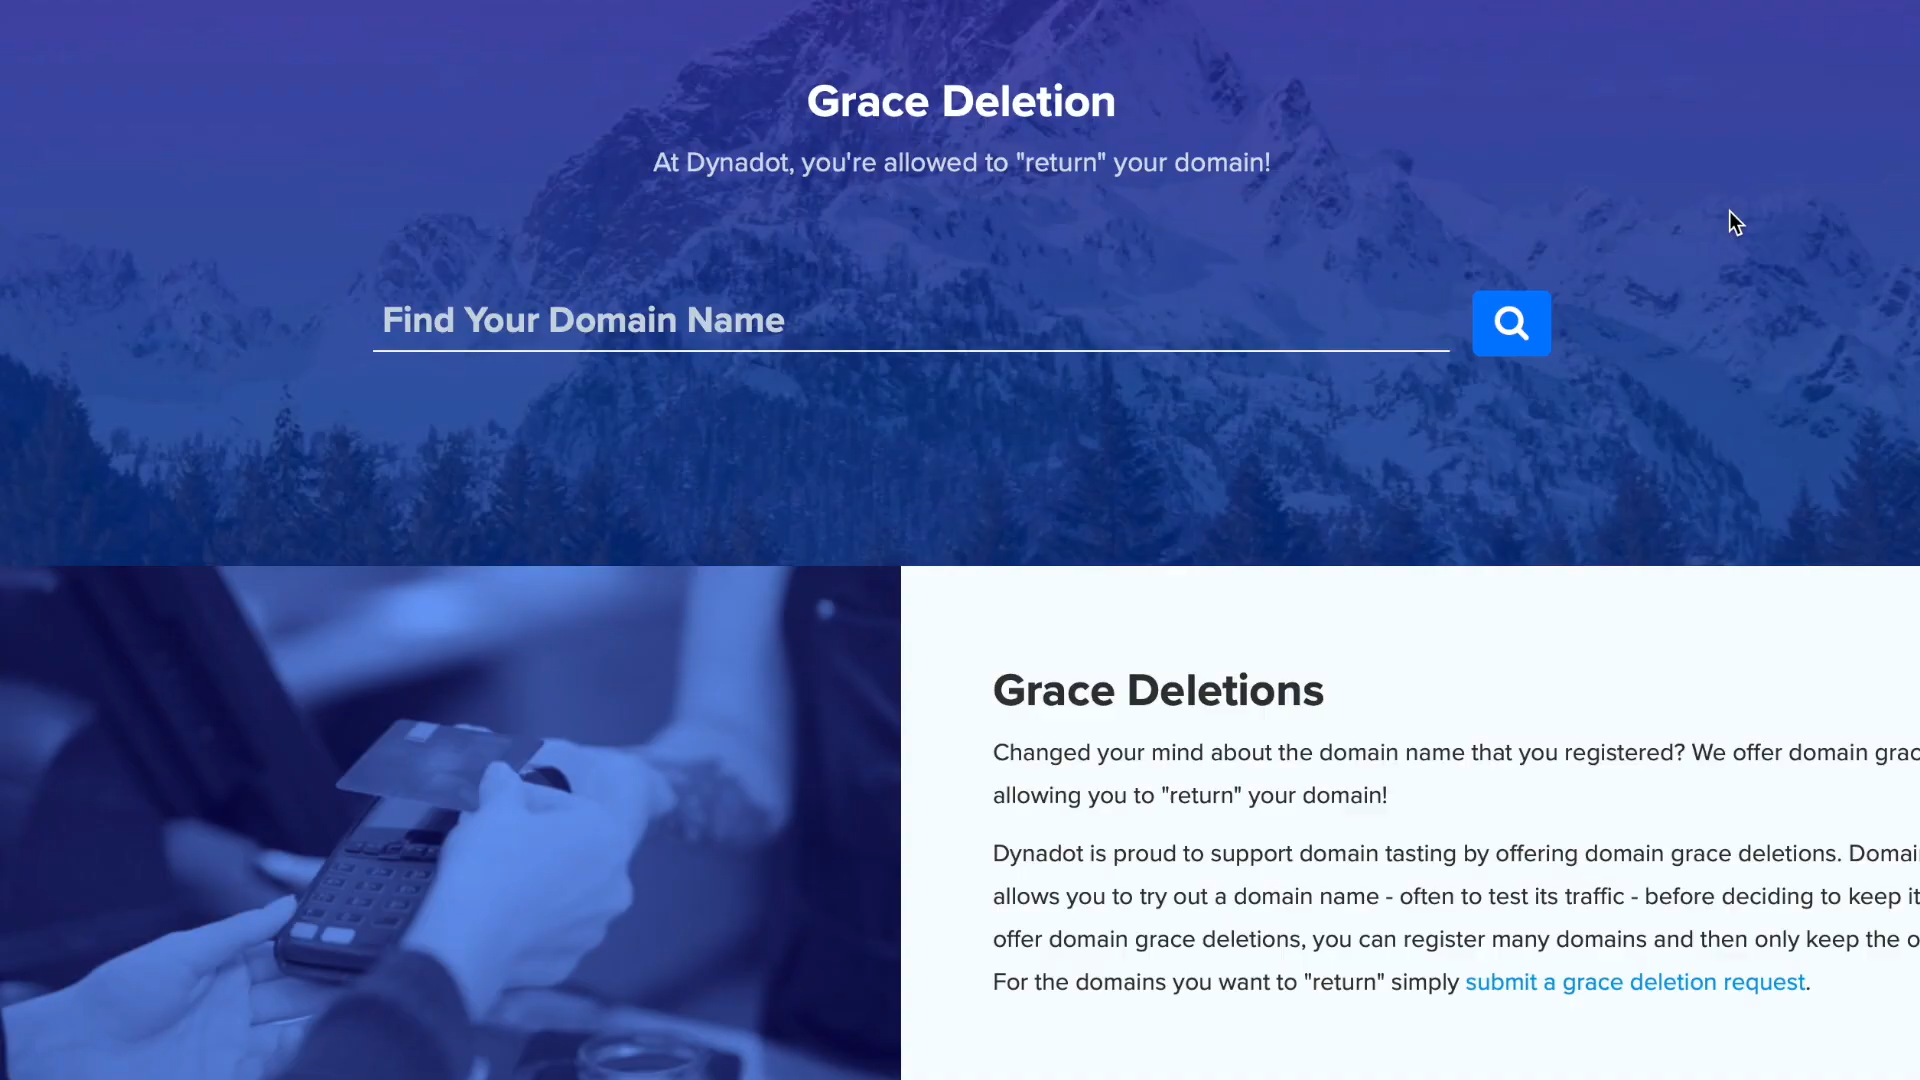 Grace Deletion
At Dynadot, you're allowed to "return" your domain!
Find Your Domain Name
Grace Deletions
Changed your mind about the domain name that you registered? We offer domain
allowing you to "return" your domain!
Dynadot is proud to support domain tasting by offering domain grace deletions.
allows you to try out a domain name - often to test its traffic - before deciding to keep it
offer domain grace deletions, you can register many domains and then only keep the
For the domains you want to "return" simply submit a grace deletion request.